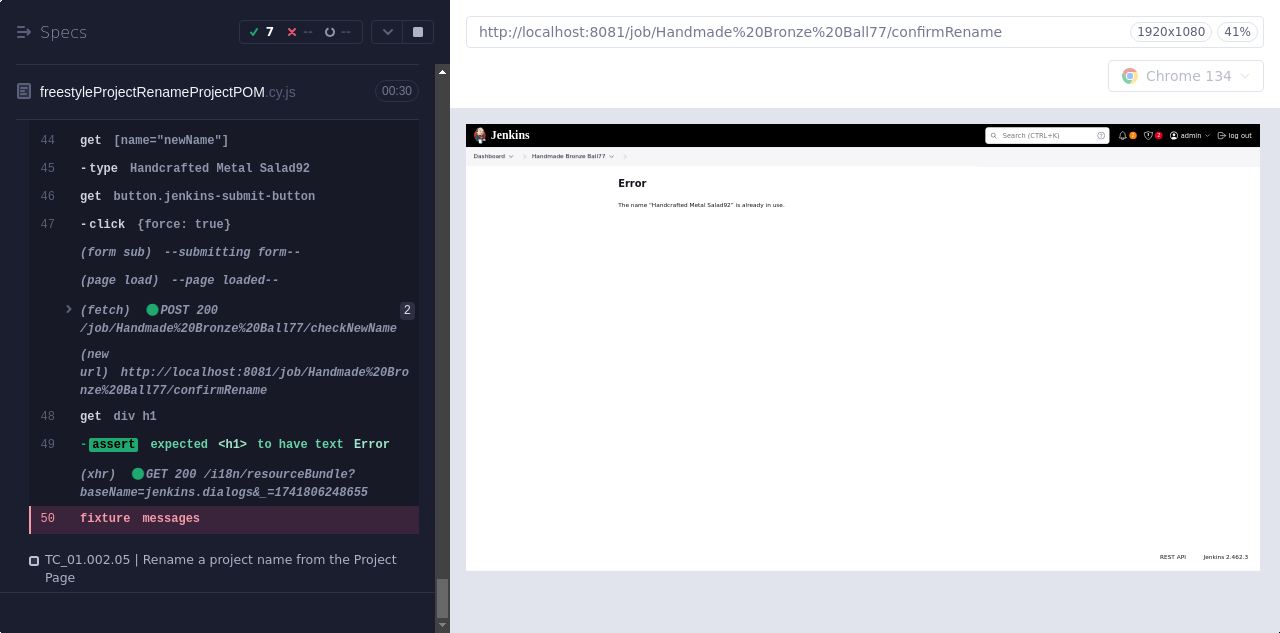 Specs
7
--
--
freestyleProjectRenameProjectPOM.cy.js
00:30
44 get [name="newName"]
45 -type Handcrafted Metal Salad92
46 get button.jenkins-submit-button
47 -click {force: true}
(form sub) --submitting form--
(page load) --page loaded--
(fetch) POST 200 2
/job/Handmade%20Bronze%20Ball77/checkNewName
(new
url) http://localhost:8081/job/Handmade%20Bro
nze%20Ball77/confirmRename
48 get div h1
49 -assert expected <h1> to have text Error
(xhr) GET 200 /i18n/resourceBundle?
baseName=jenkins.dialogs&_=1741806248655
50 fixture messages
TC_01.002.05 | Rename a project name from the Project
Page
http://localhost:8081/job/Handmade%20Bronze%20Ball77/confirmRename
1920x1080
41%
Chrome 134
Jenkins
Search (CTRL+K)
2
2
admin
log out
Dashboard
Handmade Bronze Ball77
Error
The name "Handcrafted Metal Salad92" is already in use.
REST API
Jenkins 2.462.3